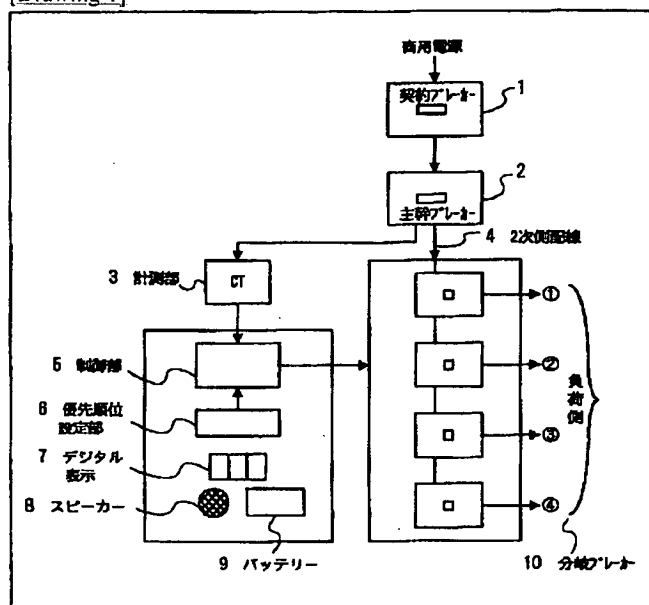 [Drawing 1]
商用電源
契約ブレーカー
1
2
主幹ブレーカー
4 2次側配線
3 計測部
CT
①
5 制御部
②
負荷側
6 優先順位
設定部
③
7 デジタル
表示
8 スピーカー
④
9 バッテリー
10 分岐ブレーカー